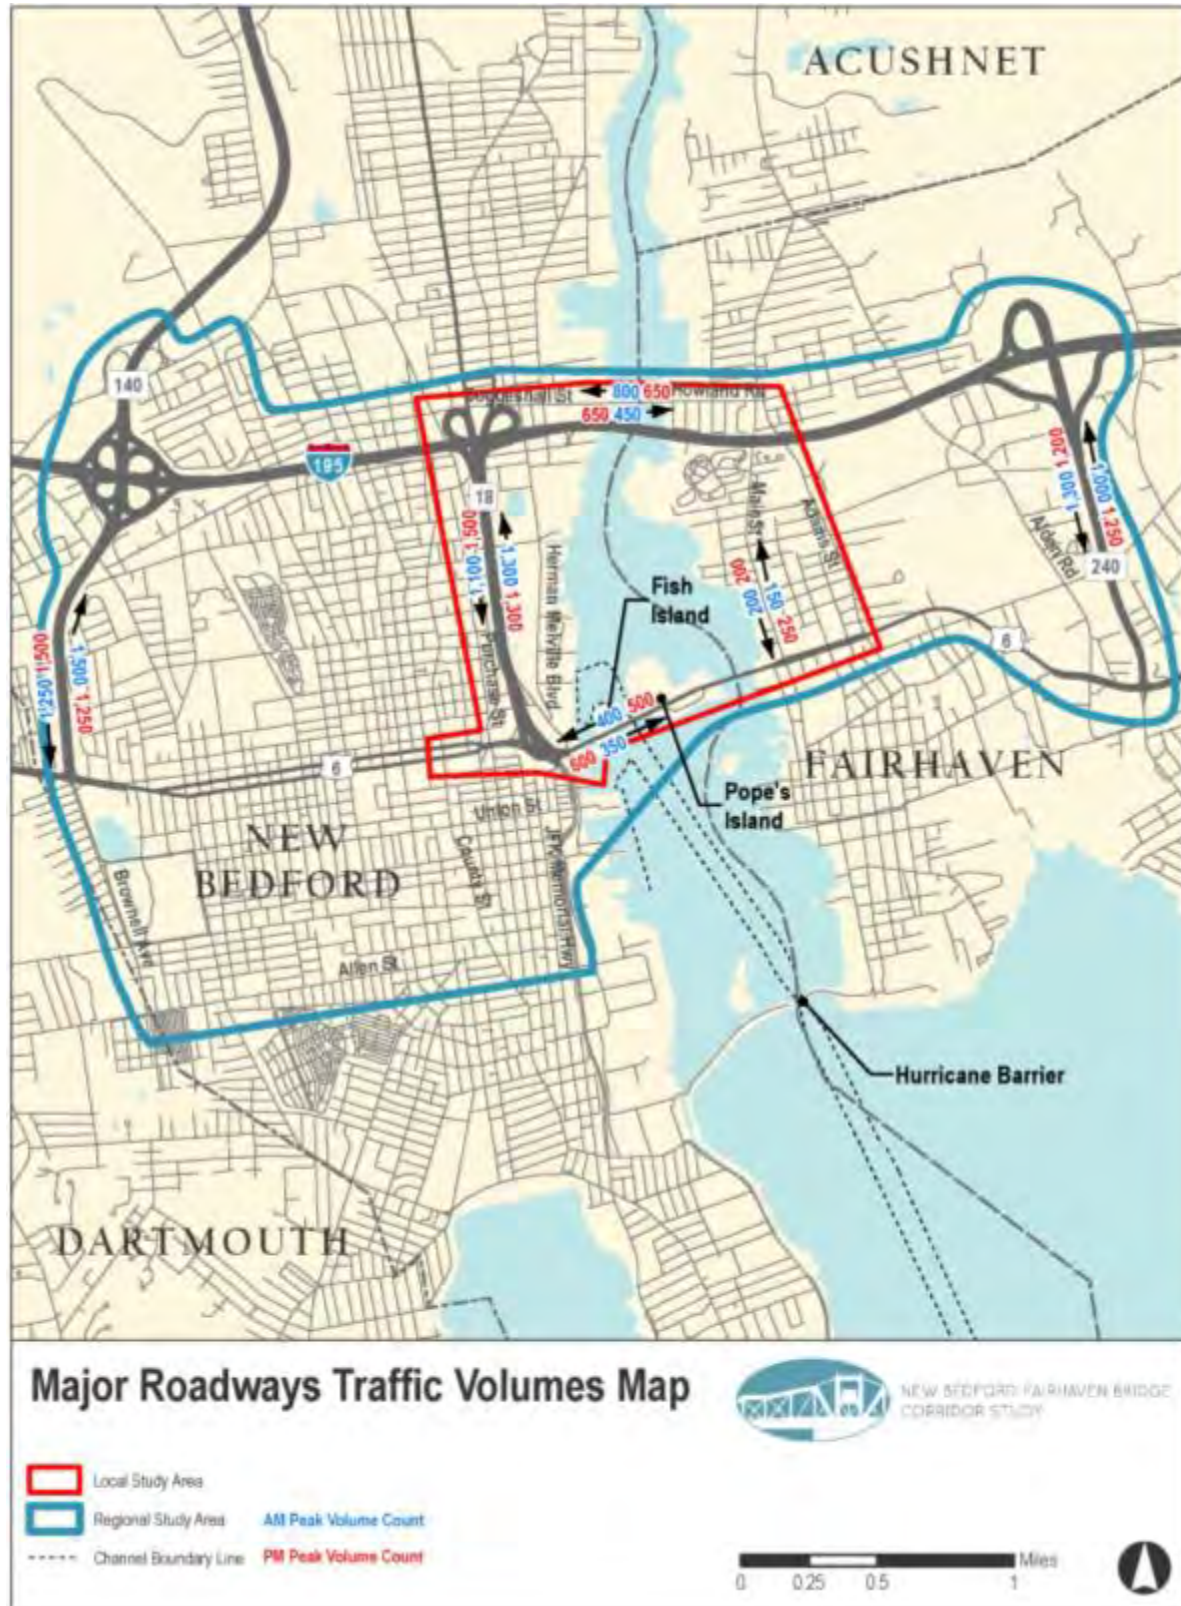 ACUSHNET
140
Coggeshall St
800 650
Howland Rd
650 450
195
18
1,100 1,500
1,300 1,300
Herman Melville Blvd
Purchase St
Main St
Adams St
200 200
150 250
1,300 1,200
1,000 1,250
Alden Rd
240
Fish
Island
6
1,250 1,500
1,500 1,250
400 500
350
6
FAIRHAVEN
Pope's
Island
Union St
NEW
BEDFORD
County St
JFK Memorial Hwy
Brownell Ave
Allen St
Hurricane Barrier
DARTMOUTH
Major Roadways Traffic Volumes Map
NEW BEDFORD FAIRHAVEN BRIDGE
CORRIDOR STUDY
Local Study Area
Regional Study Area
AM Peak Volume Count
Channel Boundary Line
PM Peak Volume Count
Miles
0 0.25 0.5 1